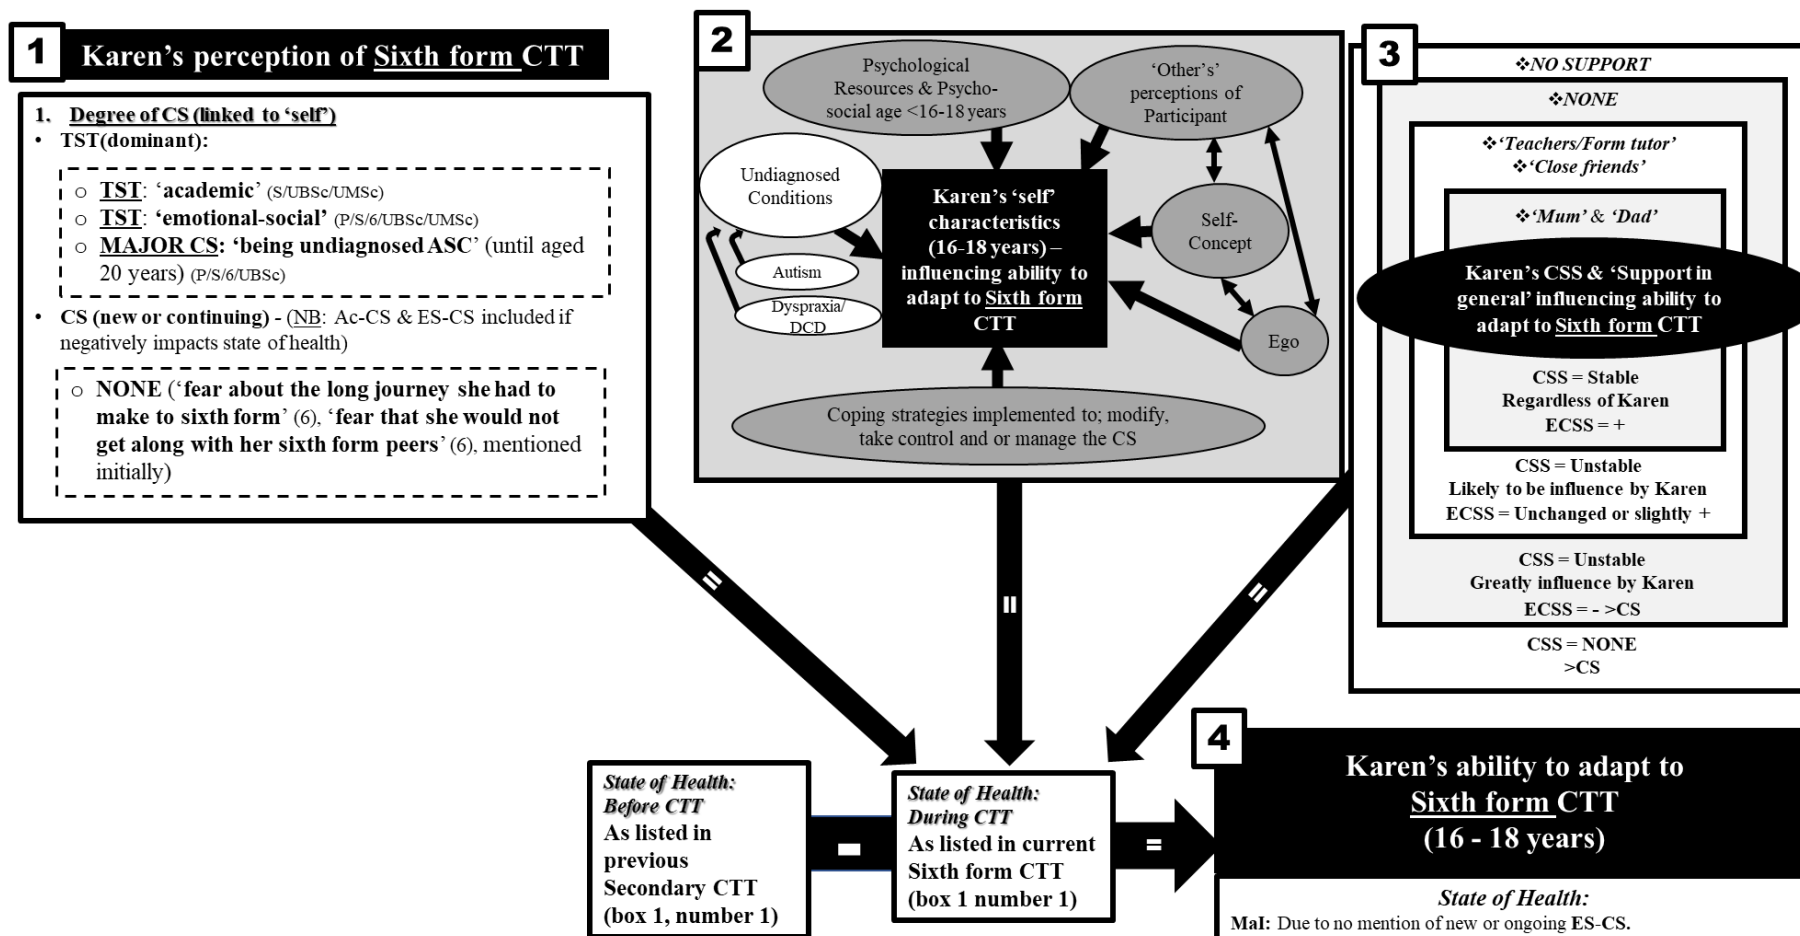 1
Karen's perception of Sixth form CTT
1. Degree of CS (linked to 'self')
• TST(dominant):
o TST: 'academic' (S/UBSc/UMSc)
o TST: 'emotional-social' (P/S/6/UBSc/UMSc)
o MAJOR CS: 'being undiagnosed ASC' (until aged
20 years) (P/S/6/UBSc)
• CS (new or continuing) - (NB: Ac-CS & ES-CS included if
negatively impacts state of health)
o NONE ('fear about the long journey she had to
make to sixth form' (6), 'fear that she would not
get along with her sixth form peers' (6), mentioned
initially)
2
Psychological
Resources & Psycho-
social age <16-18 years
'Other's'
perceptions of
Participant
Undiagnosed
Conditions
Autism
Dyspraxia/
DCD
Karen's 'self'
characteristics
(16-18 years) –
influencing ability to
adapt to Sixth form
CTT
Self-
Concept
Ego
Coping strategies implemented to; modify,
take control and or manage the CS
3
❖NO SUPPORT
❖NONE
❖'Teachers/Form tutor'
❖'Close friends'
❖'Mum' & 'Dad'
Karen's CSS & 'Support in
general' influencing ability to
adapt to Sixth form CTT
CSS = Stable
Regardless of Karen
ECSS = +
CSS = Unstable
Likely to be influence by Karen
ECSS = Unchanged or slightly +
CSS = Unstable
Greatly influence by Karen
ECSS = - >CS
CSS = NONE
>CS
=
=
=
State of Health:
Before CTT
As listed in
previous
Secondary CTT
(box 1, number 1)
-
State of Health:
During CTT
As listed in current
Sixth form CTT
(box 1 number 1)
=
4
Karen's ability to adapt to
Sixth form CTT
(16 - 18 years)
State of Health:
MaI: Due to no mention of new or ongoing ES-CS.